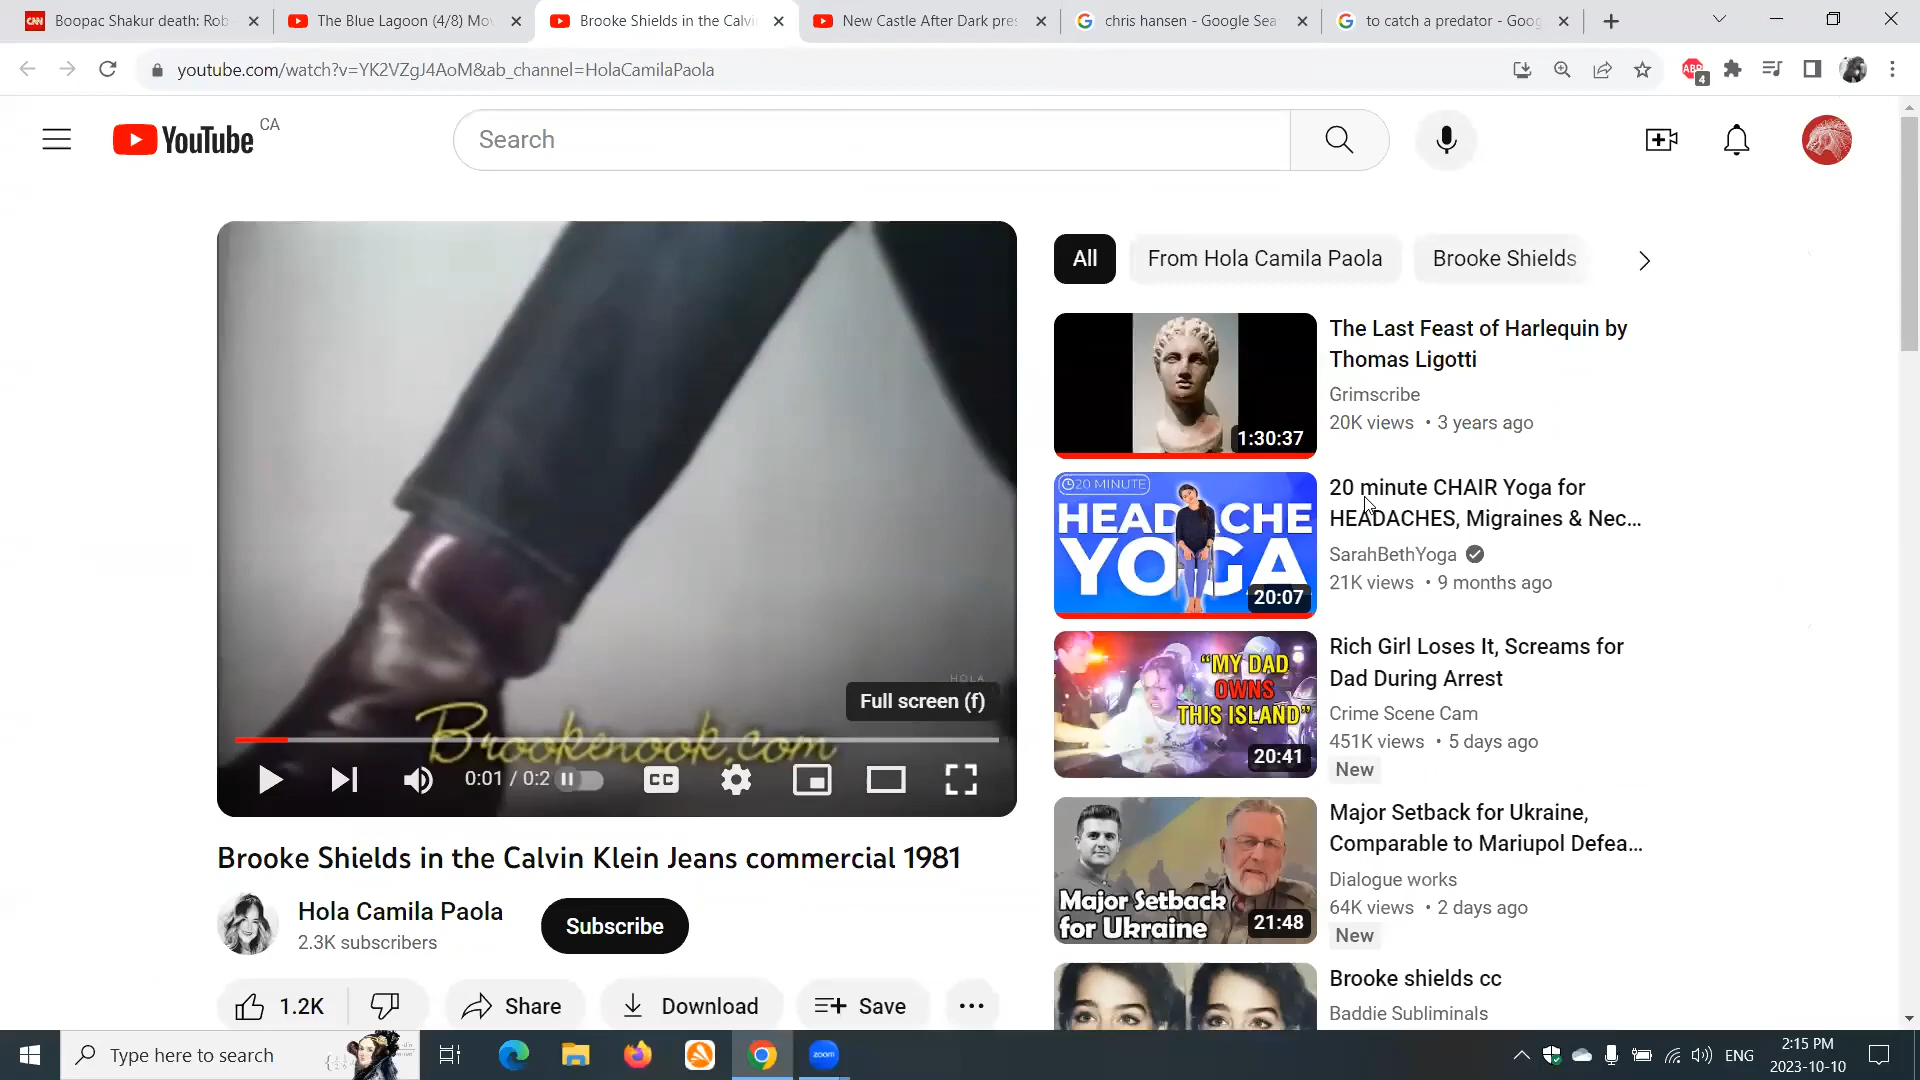 CNN Boopac Shakur death: Rob
The Blue Lagoon (4/8) Mo
Brooke Shields in the Calvi
New Castle After Dark pres
chris hansen - Google Sea
to catch a predator - Goog
youtube.com/watch?v=YK2VZgJ4AoM&ab_channel=HolaCamilaPaola
ABP
4
YouTube CA
Search
HOLA
Full screen (f)
Brookenook.com
0:01 / 0:2
CC
Brooke Shields in the Calvin Klein Jeans commercial 1981
Hola Camila Paola
2.3K subscribers
Subscribe
1.2K
Share
Download
Save
All
From Hola Camila Paola
Brooke Shields
1:30:37
The Last Feast of Harlequin by
Thomas Ligotti
Grimscribe
20K views • 3 years ago
20 MINUTE
HEADACHE
YOGA
20:07
20 minute CHAIR Yoga for
HEADACHES, Migraines & Nec...
SarahBethYoga
21K views • 9 months ago
"MY DAD
OWNS
THIS ISLAND"
20:41
Rich Girl Loses It, Screams for
Dad During Arrest
Crime Scene Cam
451K views • 5 days ago
New
Major Setback
for Ukraine
21:48
Major Setback for Ukraine,
Comparable to Mariupol Defea...
Dialogue works
64K views • 2 days ago
New
Brooke shields cc
Baddie Subliminals
Type here to search
zoom
ENG
2:15 PM
2023-10-10